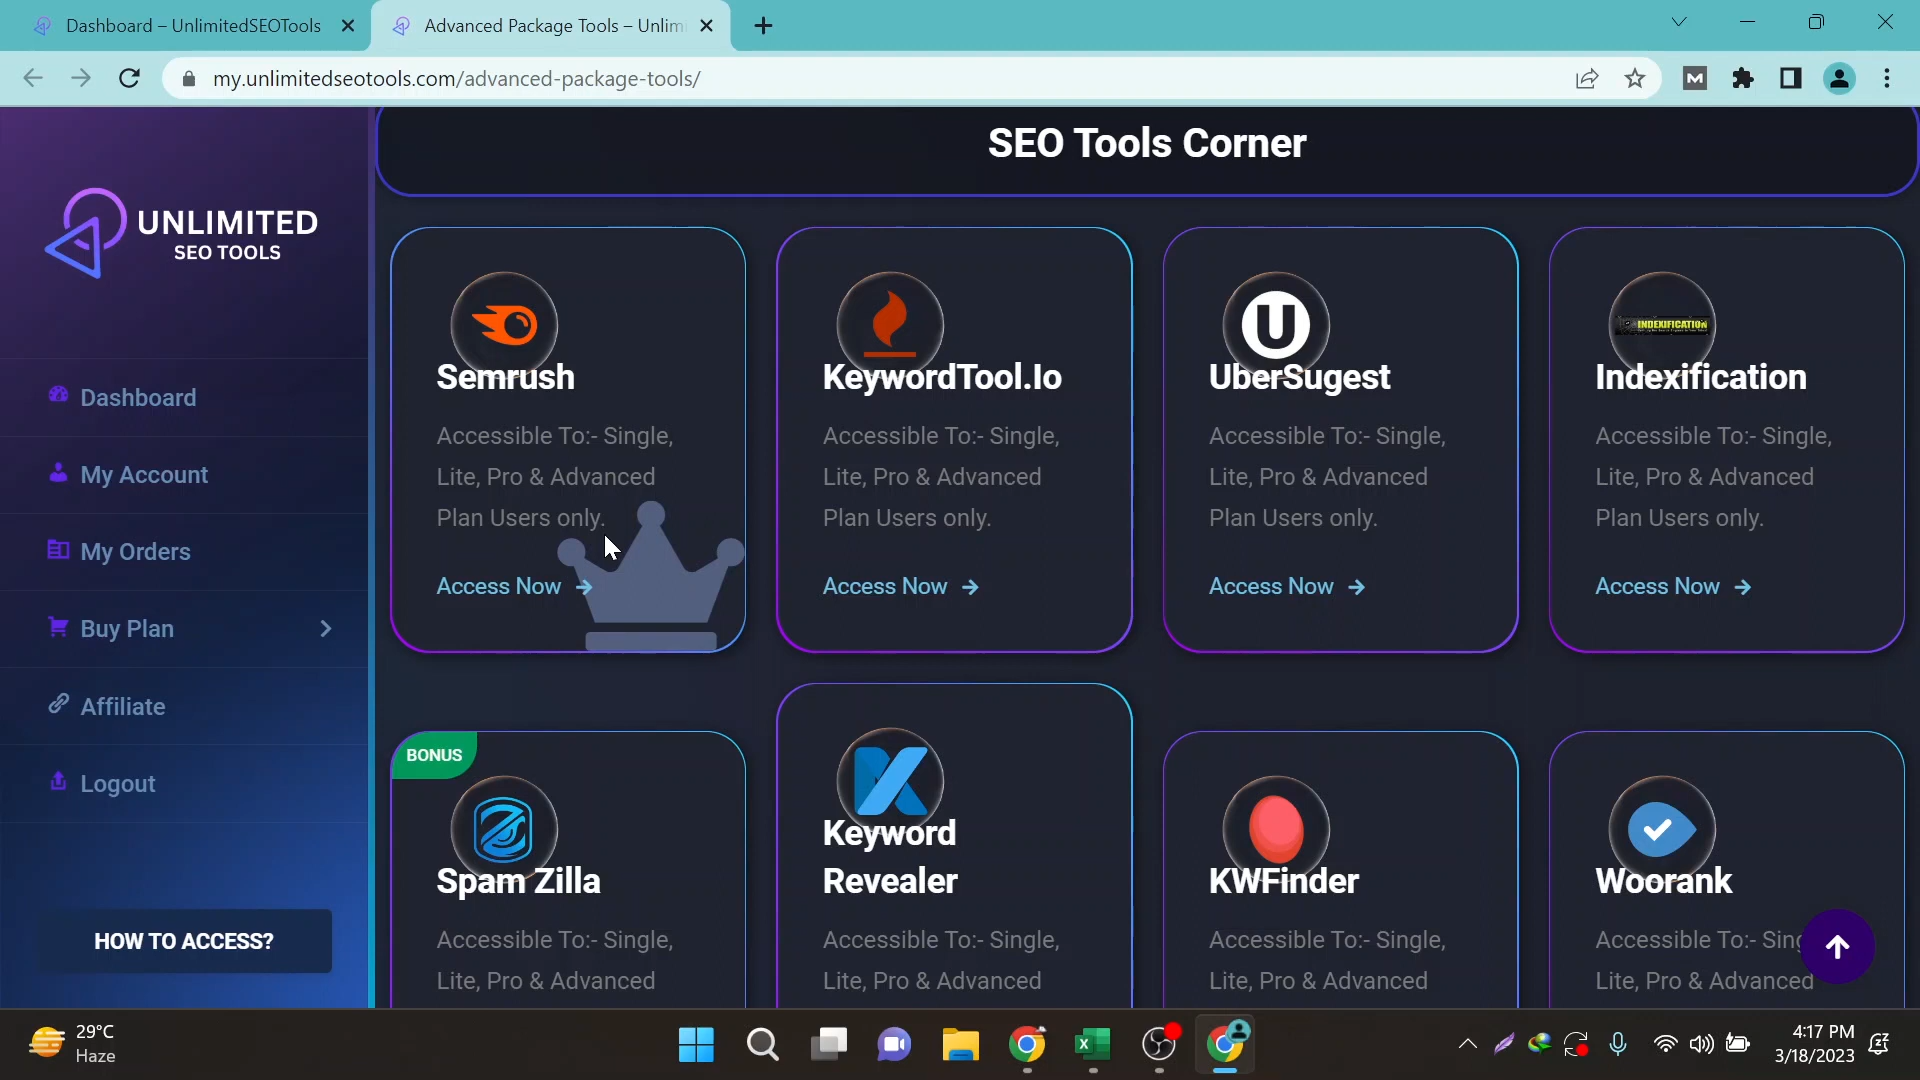 Dashboard – UnlimitedSEOTools
Advanced Package Tools – Unlim
my.unlimitedseotools.com/advanced-package-tools/
M
UNLIMITED
SEO TOOLS
Dashboard
My Account
My Orders
Buy Plan
Affiliate
Logout
HOW TO ACCESS?
SEO Tools Corner
Semrush
Accessible To:- Single,
Lite, Pro & Advanced
Plan Users only.
Access Now
KeywordTool.Io
Accessible To:- Single,
Lite, Pro & Advanced
Plan Users only.
Access Now
U
UberSugest
Accessible To:- Single,
Lite, Pro & Advanced
Plan Users only.
Access Now
INDEXIFICATION
Indexification
Accessible To:- Single,
Lite, Pro & Advanced
Plan Users only.
Access Now
BONUS
Spam Zilla
Accessible To:- Single,
Lite, Pro & Advanced
Keyword
Revealer
Accessible To:- Single,
Lite, Pro & Advanced
KWFinder
Accessible To:- Single,
Lite, Pro & Advanced
Woorank
Accessible To:- Sing
Lite, Pro & Advanced
29°C
Haze
4:17 PM
3/18/2023